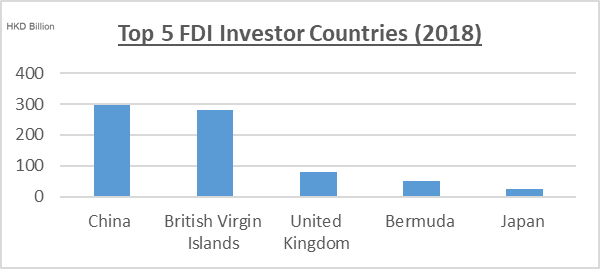 HKD Billion
Top 5 FDI Investor Countries (2018)
400
300
200
100
0
China British Virgin Islands United Kingdom Bermuda Japan